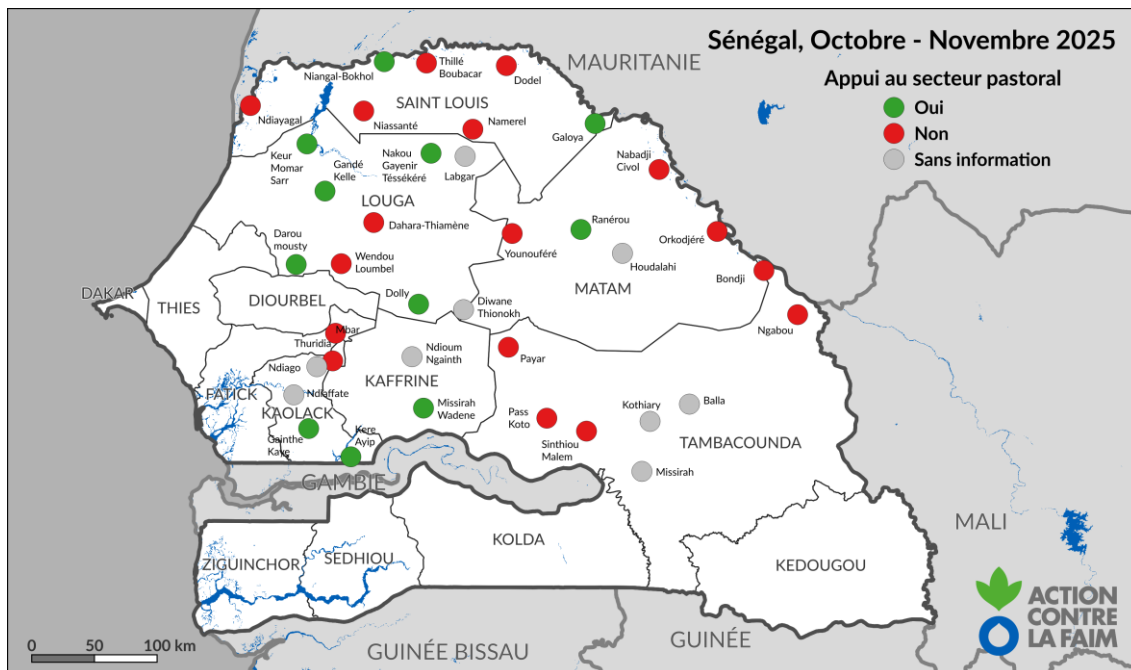 Sénégal, Octobre - Novembre 2025
Appui au secteur pastoral
Oui
Non
Sans information
MAURITANIE
Niangal-Bokhol
Thillé
Boubacar
Dodel
SAINT LOUIS
Ndiayagal
Niassanté
Namerel
Galoya
Keur
Momar
Sarr
Gandé
Kelle
Nakou
Gayenir
Téssékéré
Labgar
Nabadji
Civol
LOUGA
Dahara-Thiamène
Ranérou
Younouféré
Orkodjéré
Houdalahi
Darou
mousty
Wendou
Loumbel
Bondji
DAKAR
THIES
DIOURBEL
Dolly
Diwane
Thionokh
MATAM
Ngabou
Mbar
Thuridia
Ndiago
Ndioum
Ngainth
Payar
KAFFRINE
FATICK
Ndiaffate
KAOLACK
Missirah
Wadene
Kothiary
Balla
Pass
Koto
Sinthiou
Malem
TAMBACOUNDA
Gainthe
Kaye
Kere
Ayip
Missirah
GAMBIE
MALI
ZIGUINCHOR
SEDHIOU
KOLDA
KEDOUGOU
GUINÉE BISSAU
GUINÉE
0 50 100 km
ACTION
CONTRE
LA FAIM